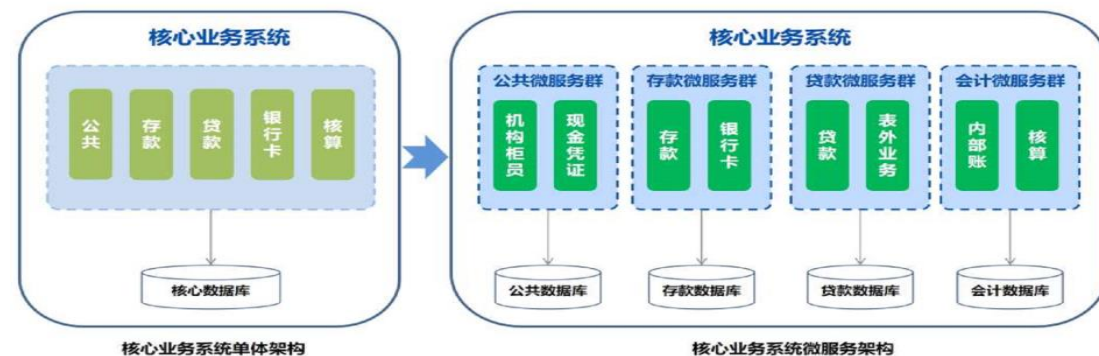 核心业务系统
公共
存款
贷款
银行卡
核算
核心数据库
核心业务系统单体架构
核心业务系统
公共微服务群
机构柜员
现金凭证
公共数据库
存款微服务群
存款
银行卡
存款数据库
贷款微服务群
贷款
表外业务
贷款数据库
会计微服务群
内部账
核算
会计数据库
核心业务系统微服务架构